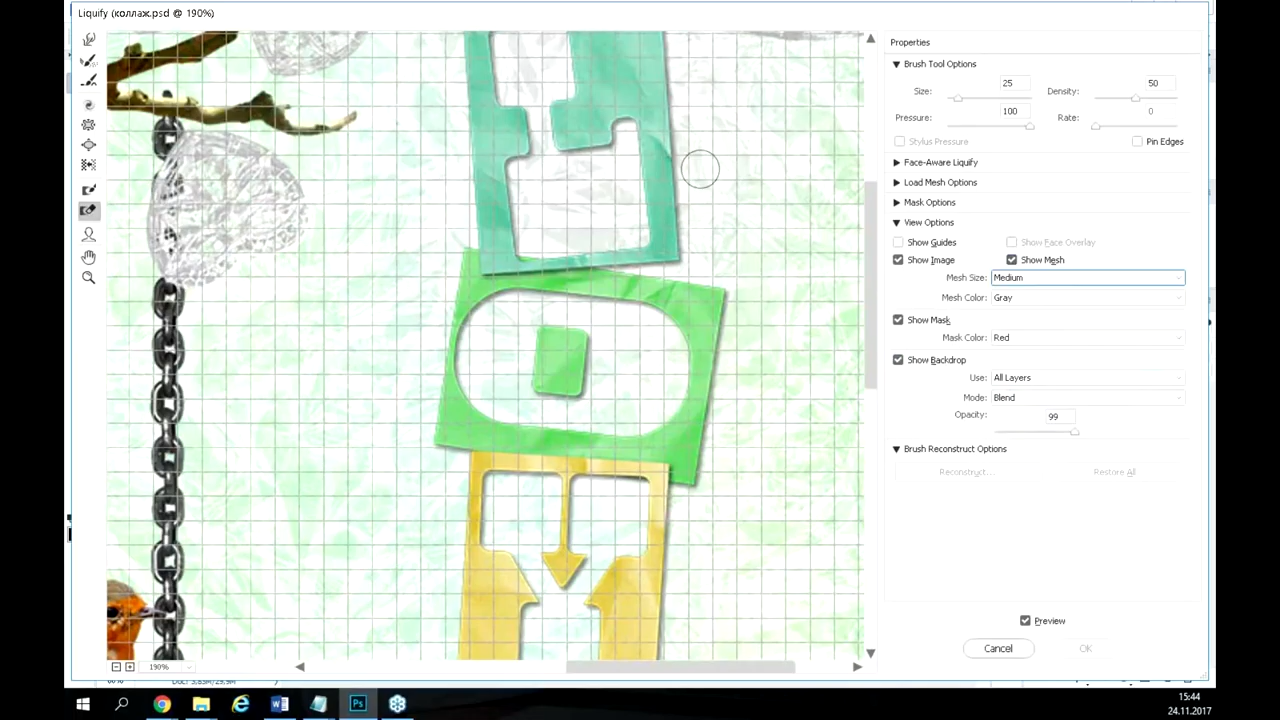 Liquify (коллаж.psd @ 190%)
Properties
Brush Tool Options
Size: 25 Density: 50
Pressure: 100 Rate: 0
Stylus Pressure Pin Edges
Face-Aware Liquify
Load Mesh Options
Mask Options
View Options
Show Guides Show Face Overlay
Show Image Show Mesh
Mesh Size: Medium
Mesh Color: Gray
Show Mask
Mask Color: Red
Show Backdrop
Use: All Layers
Mode: Blend
Opacity: 99
Brush Reconstruct Options
Reconstruct... Restore All
Preview
Cancel OK
190%
Ps
15:44
24.11.2017